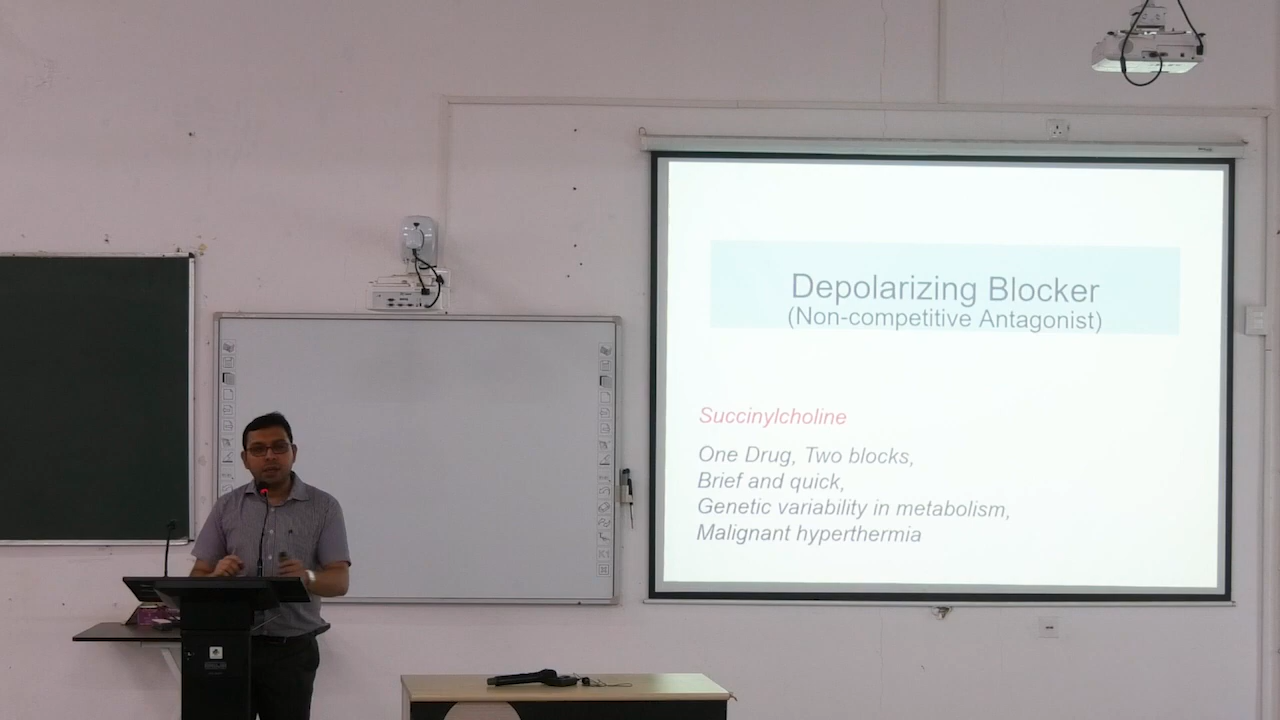 Depolarizing Blocker
(Non-competitive Antagonist)
Succinylcholine
One Drug, Two blocks,
Brief and quick,
Genetic variability in metabolism,
Malignant hyperthermia